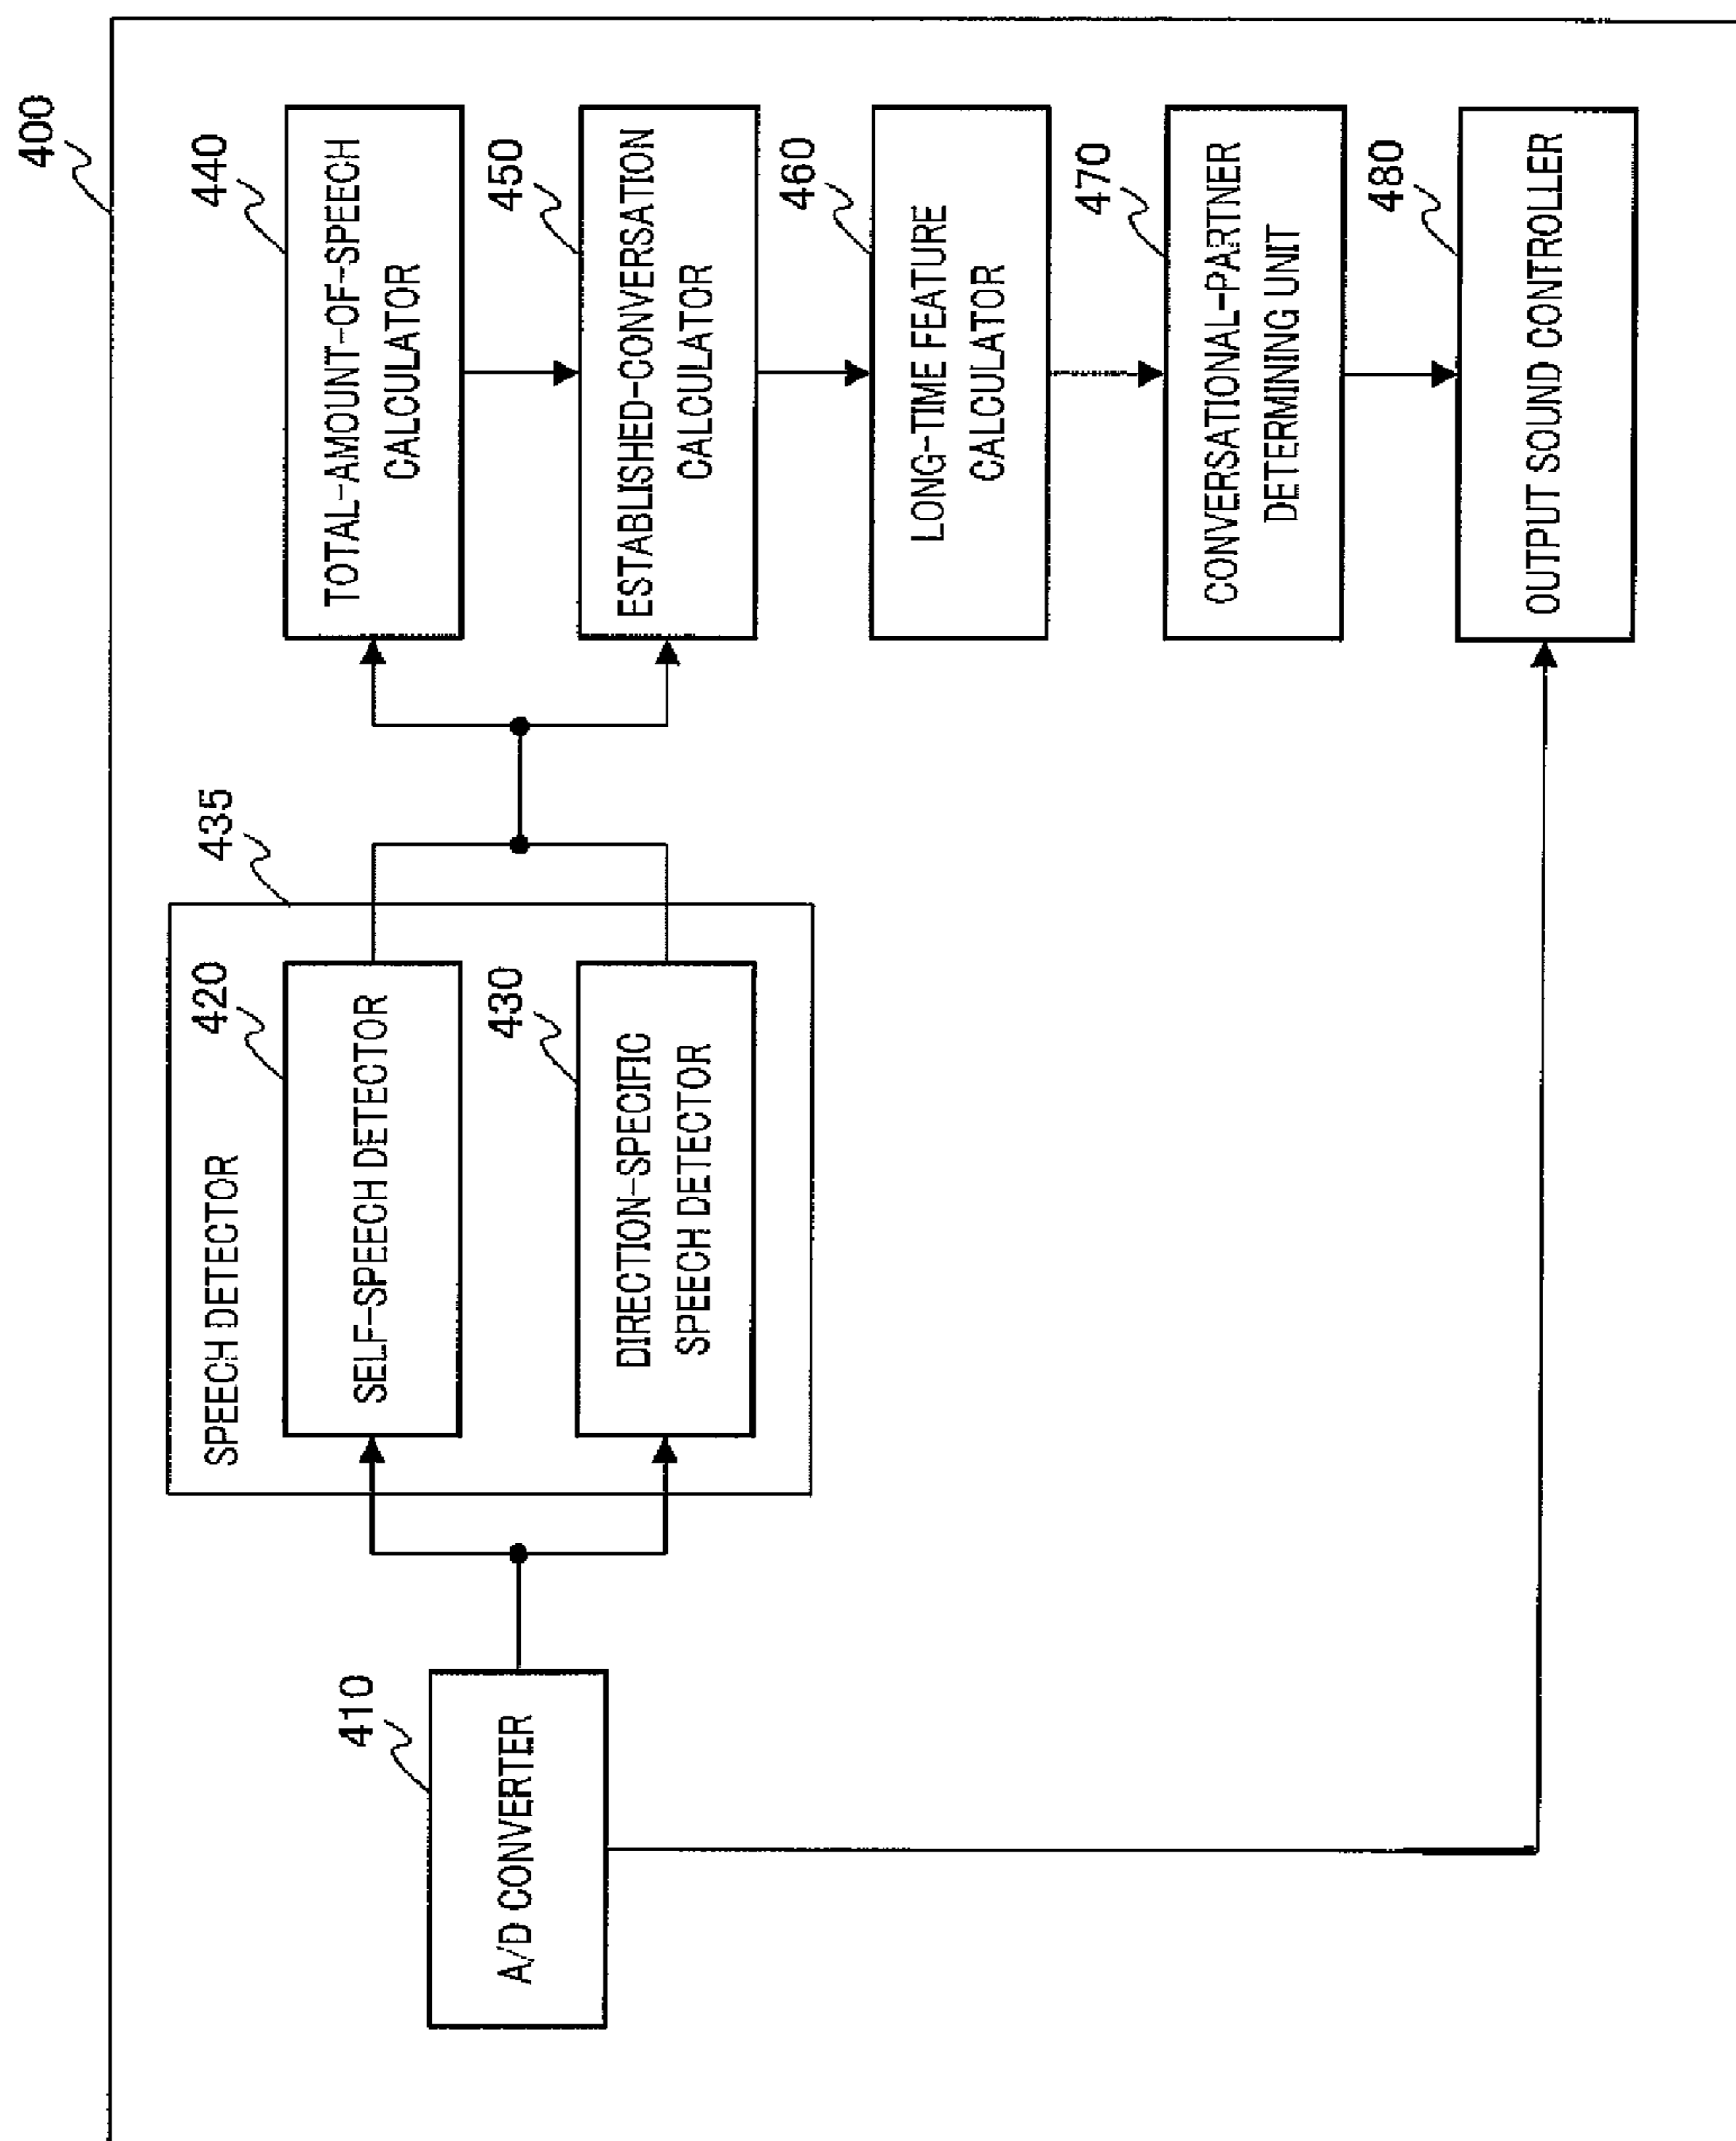 400
410
A/D CONVERTER
435
SPEECH DETECTOR
420
SELF-SPEECH DETECTOR
430
DIRECTION-SPECIFIC
SPEECH DETECTOR
440
TOTAL-AMOUNT-OF-SPEECH
CALCULATOR
450
ESTABLISHED-CONVERSATION
CALCULATOR
460
LONG-TIME FEATURE
CALCULATOR
470
CONVERSATIONAL-PARTNER
DETERMINING UNIT
480
OUTPUT SOUND CONTROLLER